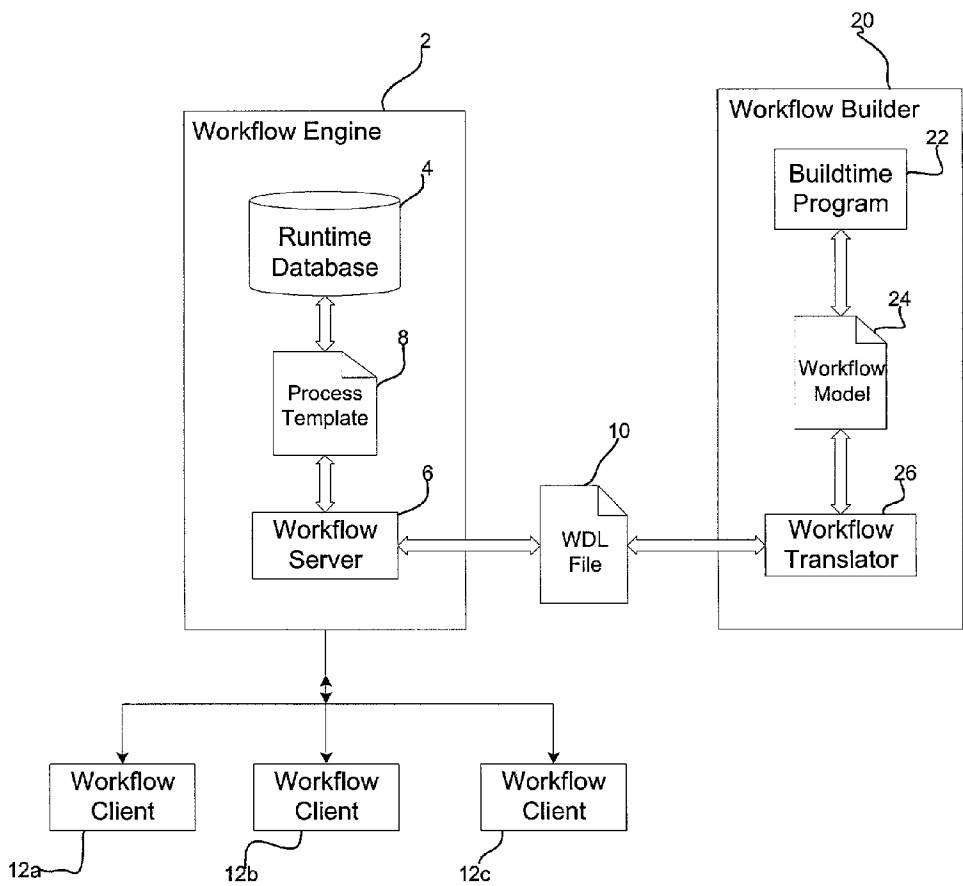 2
20
Workflow Engine
Workflow Builder
4
22
Runtime
Database
Buildtime
Program
8
24
Process
Template
Workflow
Model
6
10
26
Workflow
Server
WDL
File
Workflow
Translator
Workflow
Client
Workflow
Client
Workflow
Client
12a
12b
12c